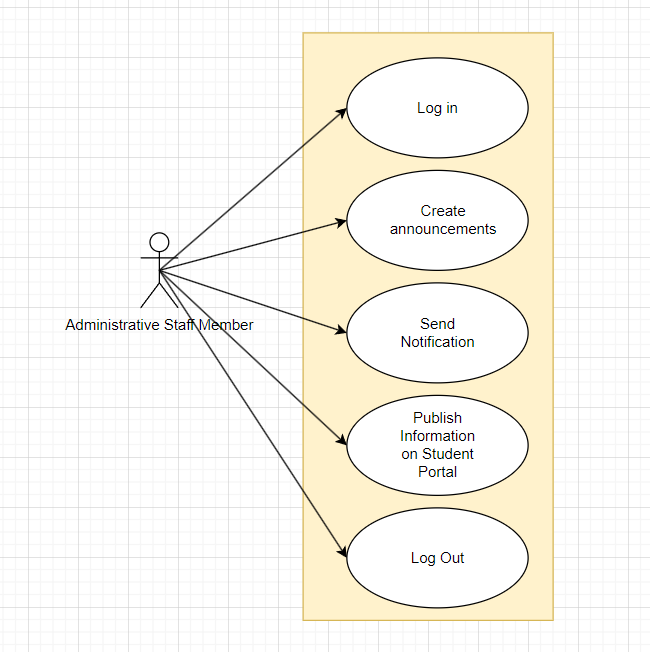 Log in
Create
announcements
Administrative Staff Member
Send
Notification
Publish
Information
on Student
Portal
Log Out